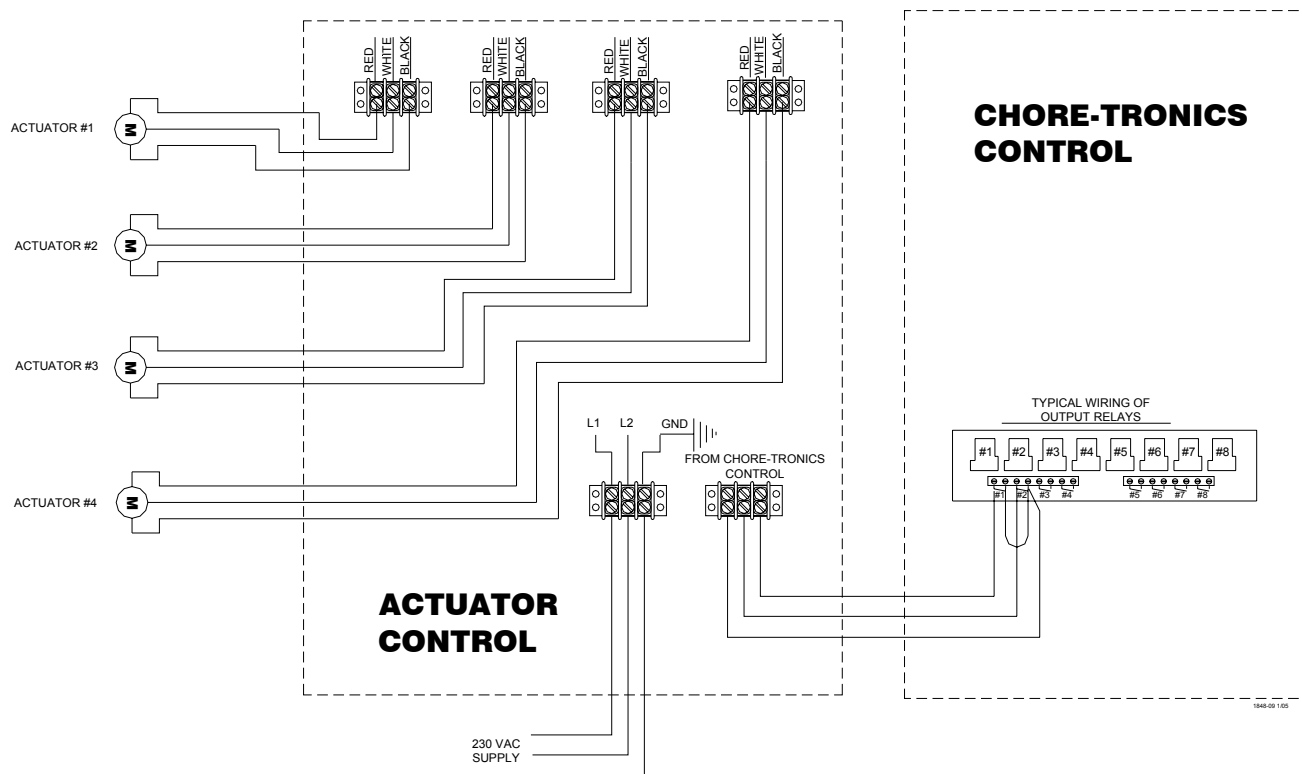 RED
WHITE
BLACK
RED
WHITE
BLACK
RED
WHITE
BLACK
RED
WHITE
BLACK
ACTUATOR #1
M
ACTUATOR #2
M
ACTUATOR #3
M
ACTUATOR #4
M
L1
L2
GND
FROM CHORE-TRONICS
CONTROL
ACTUATOR
CONTROL
230 VAC
SUPPLY
CHORE-TRONICS
CONTROL
TYPICAL WIRING OF
OUTPUT RELAYS
#1 #2 #3 #4 #5 #6 #7 #8
#1 #2 #3 #4 #5 #6 #7 #8
1848-09 1/05